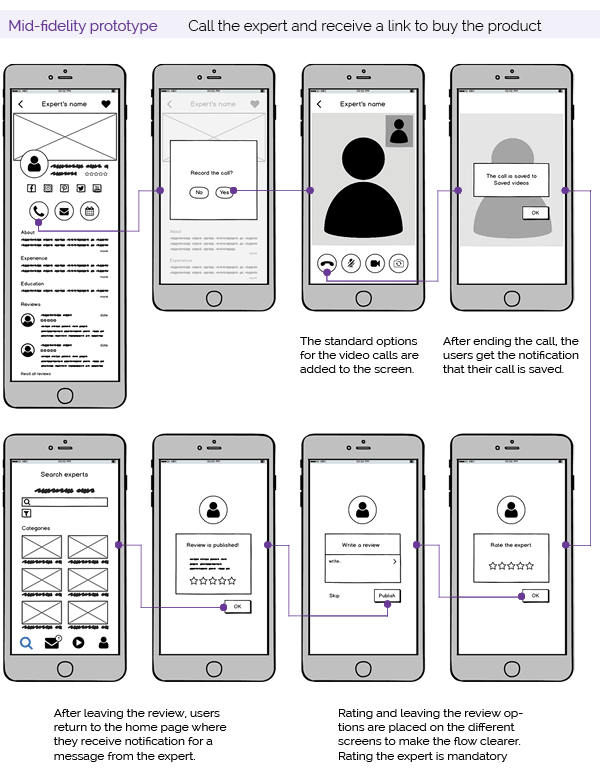 Mid-fidelity prototype Call the expert and receive a link to buy the product
Expert's name
About
more
Experience
more
Education
more
Reviews
date
date
Read all reviews
Expert's name
Record the call?
No Yes
About
more
Experience
Expert's name
The call is saved to
Saved videos
OK
The standard options
for the video calls are
added to the screen.
After ending the call, the
users get the notification
that their call is saved.
Search experts
Categories
Review is published!
OK
Write a review
write..
Skip Publish
Rate the expert
OK
After leaving the review, users
return to the home page where
they receive notification for a
message from the expert.
Rating and leaving the review op-
tions are placed on the different
screens to make the flow clearer.
Rating the expert is mandatory